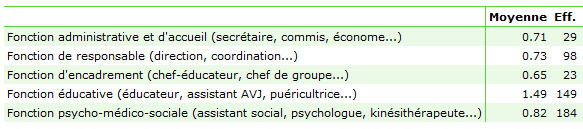 Moyenne Eff.
Fonction administrative et d'accueil (secrétaire, commis, économe...) 0.71 29
Fonction de responsable (direction, coordination...) 0.73 98
Fonction d'encadrement (chef-éducateur, chef de groupe...) 0.65 23
Fonction éducative (éducateur, assistant AVJ, puéricultrice...) 1.49 149
Fonction psycho-médico-sociale (assistant social, psychologue, kinésithérapeute...) 0.82 184